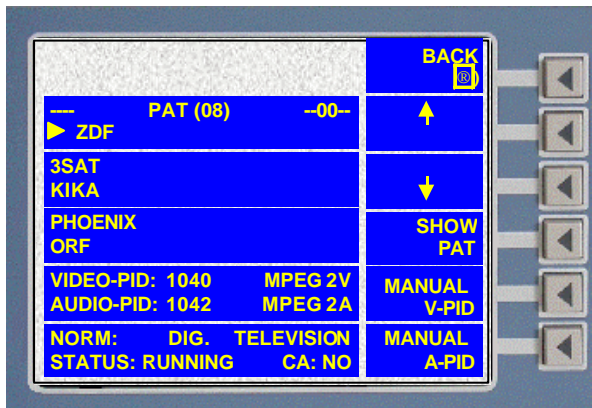 BACK
®)
---- PAT (08) --00--
ZDF
3SAT
KIKA
PHOENIX
ORF
SHOW
PAT
VIDEO-PID: 1040 MPEG 2V
AUDIO-PID: 1042 MPEG 2A
MANUAL
V-PID
NORM: DIG. TELEVISION
STATUS: RUNNING CA: NO
MANUAL
A-PID